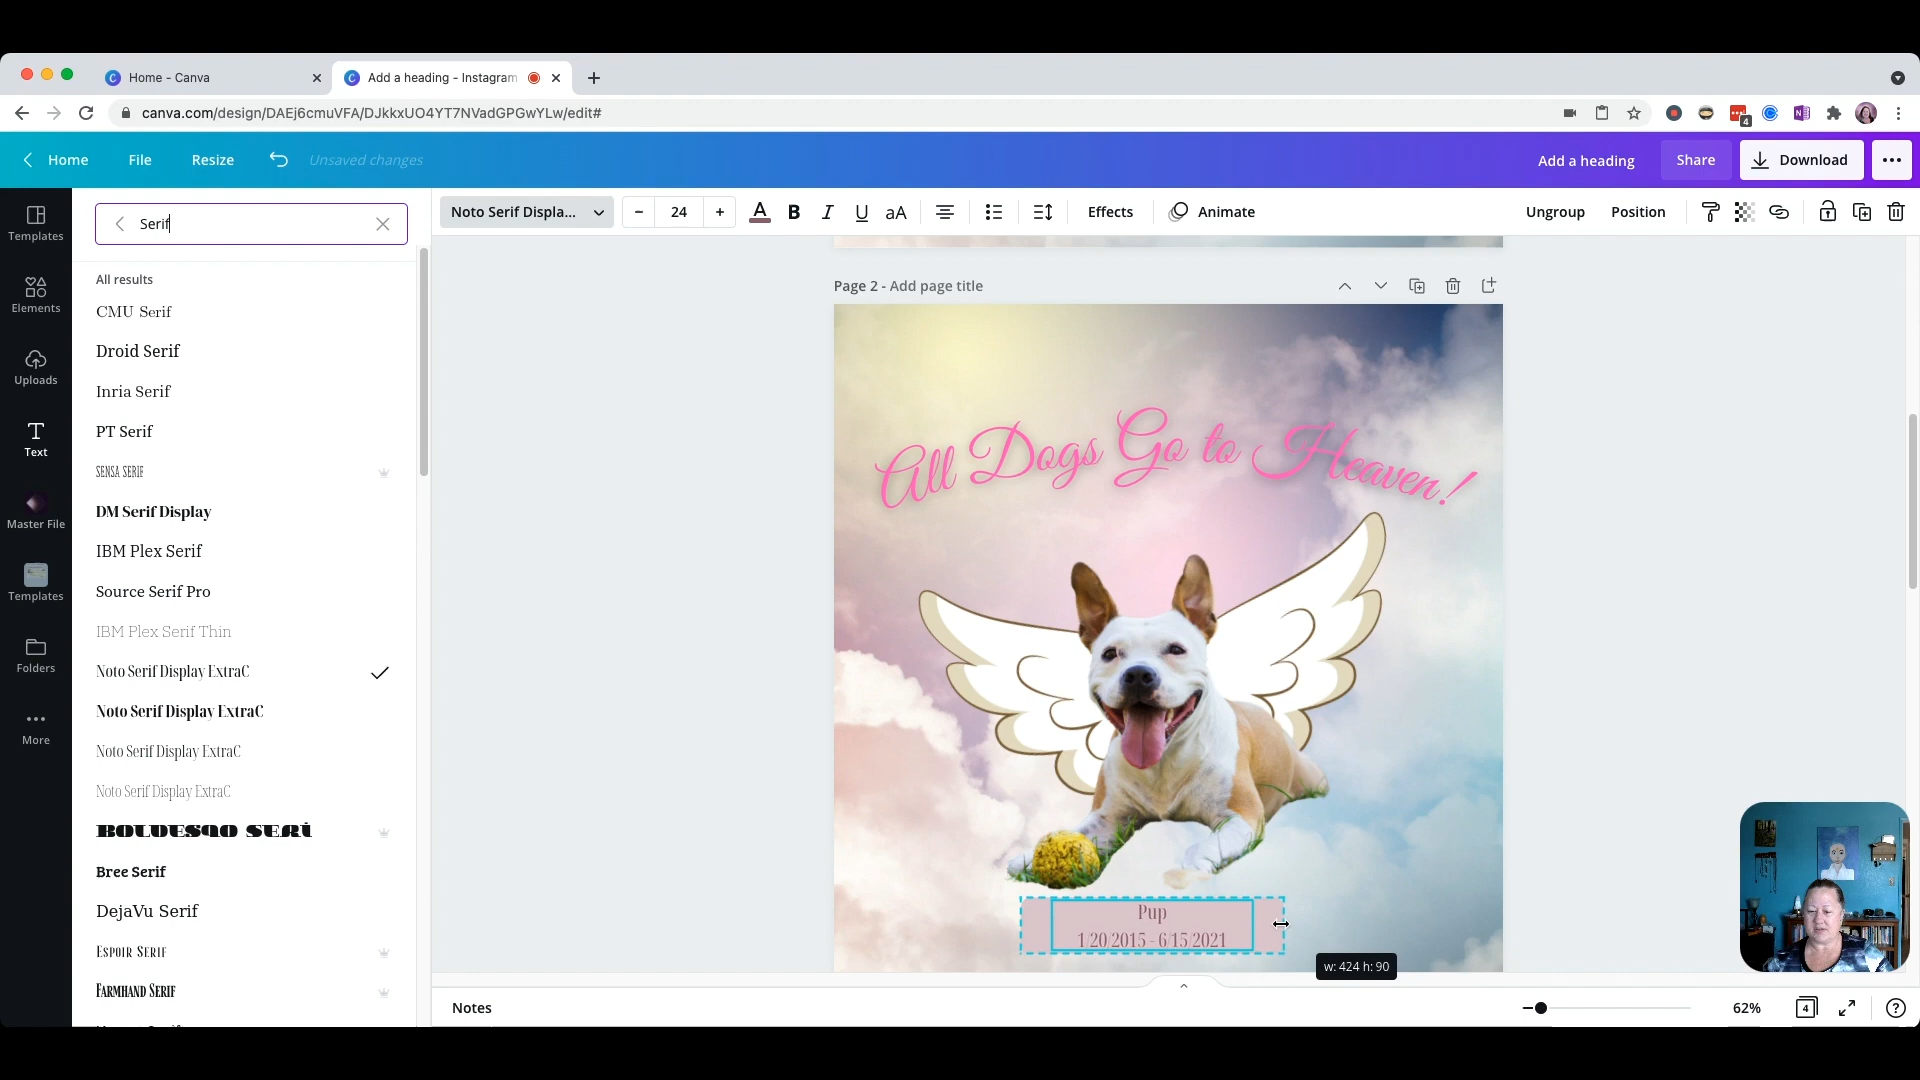 Home - Canva
Add a heading - Instagram
canva.com/design/DAEj6cmuVFA/DJkkxUO4YT7NVadGPGwYLw/edit#
4
Home
File
Resize
Unsaved changes
Add a heading
Share
Download
Templates
Elements
Uploads
Text
Master File
Templates
Folders
More
Serif
All results
CMU Serif
Droid Serif
Inria Serif
PT Serif
SENSA SERIF
DM Serif Display
IBM Plex Serif
Source Serif Pro
IBM Plex Serif Thin
Noto Serif Display ExtraC
Noto Serif Display ExtraC
Noto Serif Display ExtraC
Noto Serif Display ExtraC
BOLDESQO SERI
Bree Serif
DejaVu Serif
ESPOIR SERIF
FARMHAND SERIF
Noto Serif Displa...
24
B
I
U
aA
Effects
Animate
Ungroup
Position
Page 2 - Add page title
All Dogs Go to Heaven!
Pup
1/20/2015 - 6/15/2021
w: 424 h: 90
Notes
62%
4